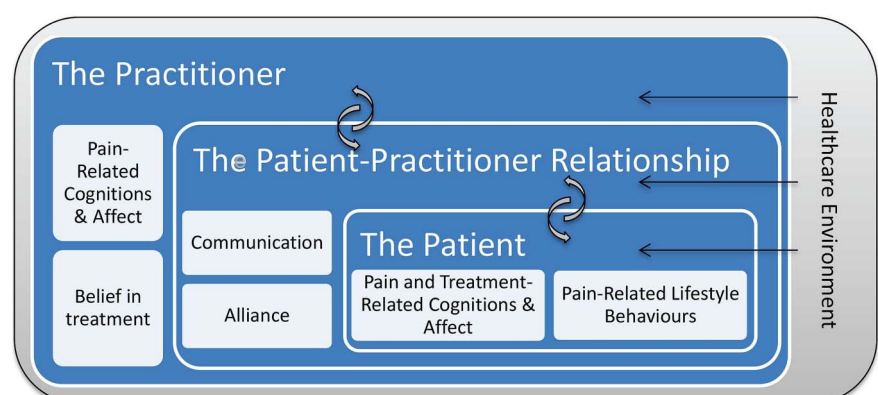 The Practitioner
Pain-
Related
Cognitions
& Affect
Belief in
treatment
The Patient-Practitioner Relationship
Communication
Alliance
The Patient
Pain and Treatment-
Related Cognitions &
Affect
Pain-Related Lifestyle
Behaviours
Healthcare Environment